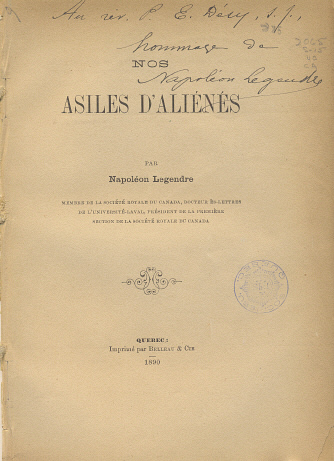 Au rev. P. E. Désy, s.j.,
hommage de
NOS
Napoléon Legendre
ASILES D'ALIÉNÉS
PAR
Napoléon Legendre
MEMBRE DE LA SOCIÉTÉ ROYALE DU CANADA, DOCTEUR ÈS-LETTRES
DE L'UNIVERSITÉ-LAVAL, PRÉSIDENT DE LA PREMIÈRE
SECTION DE LA SOCIÉTÉ ROYALE DU CANADA
QUEBEC:
Imprimé par BELLEAU & CIE
1890